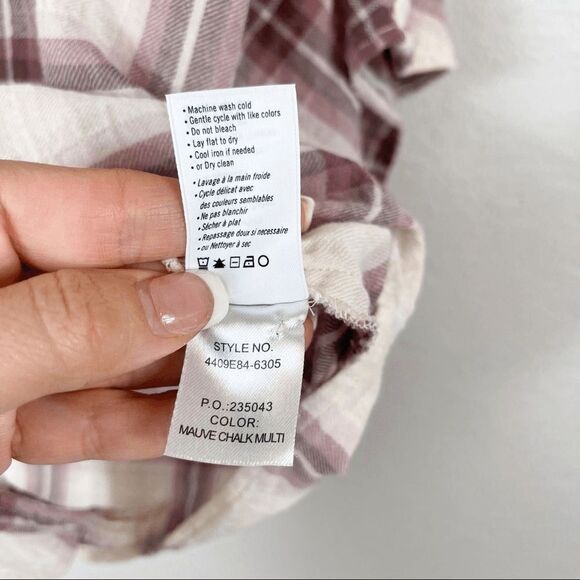 • Machine wash cold
• Gentle cycle with like colors
• Do not bleach
• Lay flat to dry
• Cool iron if needed
• or Dry clean
• Lavage à la main froide
• Cycle délicat avec
des couleurs semblables
• Ne pas blanchir
• Sécher à plat
• Repassage doux si necessaire
• ou Nettoyer à sec
STYLE NO.
4409E84-6305
P.O.:235043
COLOR:
MAUVE CHALK MULTI